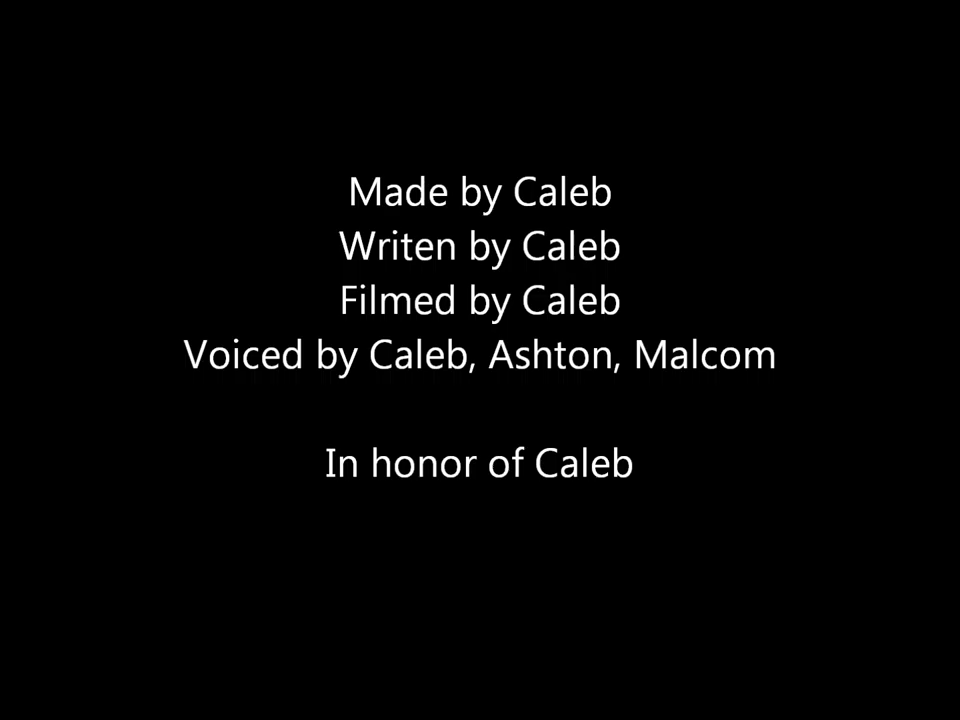 Made by Caleb
Writen by Caleb
Filmed by Caleb
Voiced by Caleb, Ashton, Malcom
In honor of Caleb